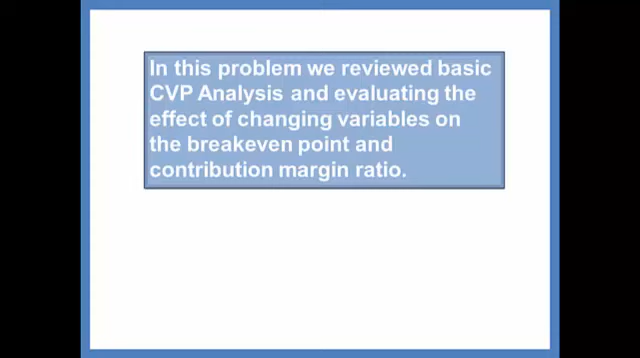 In this problem we reviewed basic
CVP Analysis and evaluating the
effect of changing variables on
the breakeven point and
contribution margin ratio.